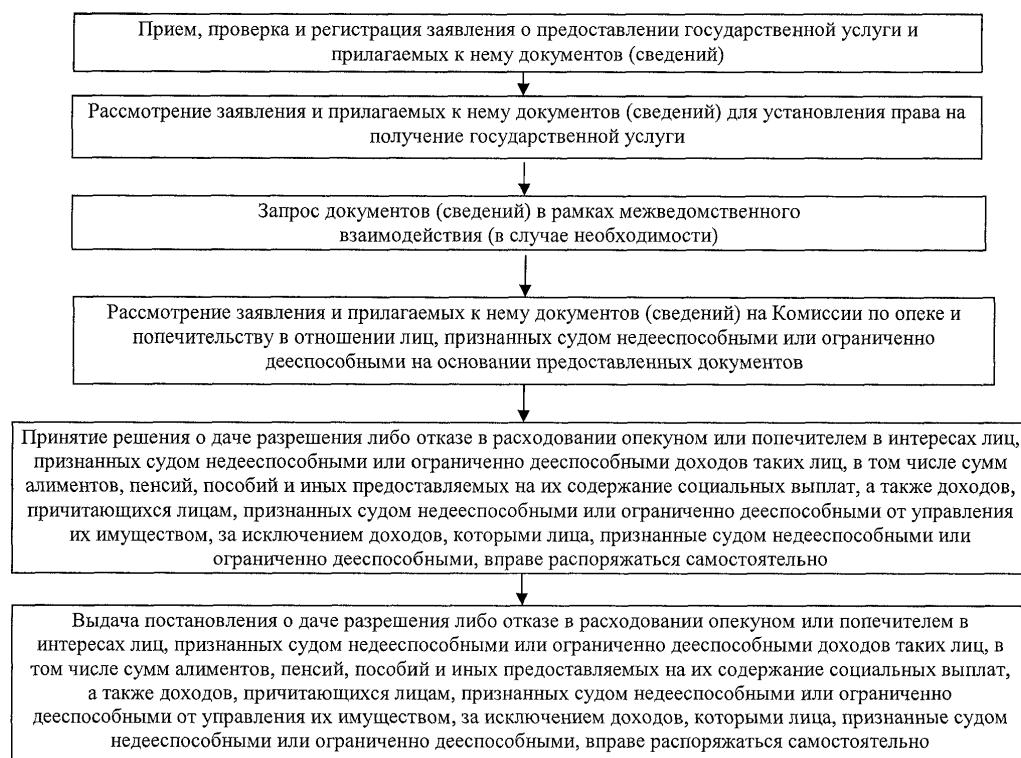 Прием, проверка и регистрация заявления о предоставлении государственной услуги и
прилагаемых к нему документов (сведений)
Рассмотрение заявления и прилагаемых к нему документов (сведений) для установления права на
получение государственной услуги
Запрос документов (сведений) в рамках межведомственного
взаимодействия (в случае необходимости)
Рассмотрение заявления и прилагаемых к нему документов (сведений) на Комиссии по опеке и
попечительству в отношении лиц, признанных судом недееспособными или ограниченно
дееспособными на основании предоставленных документов
Принятие решения о даче разрешения либо отказе в расходовании опекуном или попечителем в интересах лиц,
признанных судом недееспособными или ограниченно дееспособными доходов таких лиц, в том числе сумм
алиментов, пенсий, пособий и иных предоставляемых на их содержание социальных выплат, а также доходов,
причитающихся лицам, признанных судом недееспособными или ограниченно дееспособными от управления
их имуществом, за исключением доходов, которыми лица, признанные судом недееспособными или
ограниченно дееспособными, вправе распоряжаться самостоятельно
Выдача постановления о даче разрешения либо отказе в расходовании опекуном или попечителем в
интересах лиц, признанных судом недееспособными или ограниченно дееспособными доходов таких лиц, в
том числе сумм алиментов, пенсий, пособий и иных предоставляемых на их содержание социальных выплат,
а также доходов, причитающихся лицам, признанных судом недееспособными или ограниченно
дееспособными от управления их имуществом, за исключением доходов, которыми лица, признанные судом
недееспособными или ограниченно дееспособными, вправе распоряжаться самостоятельно